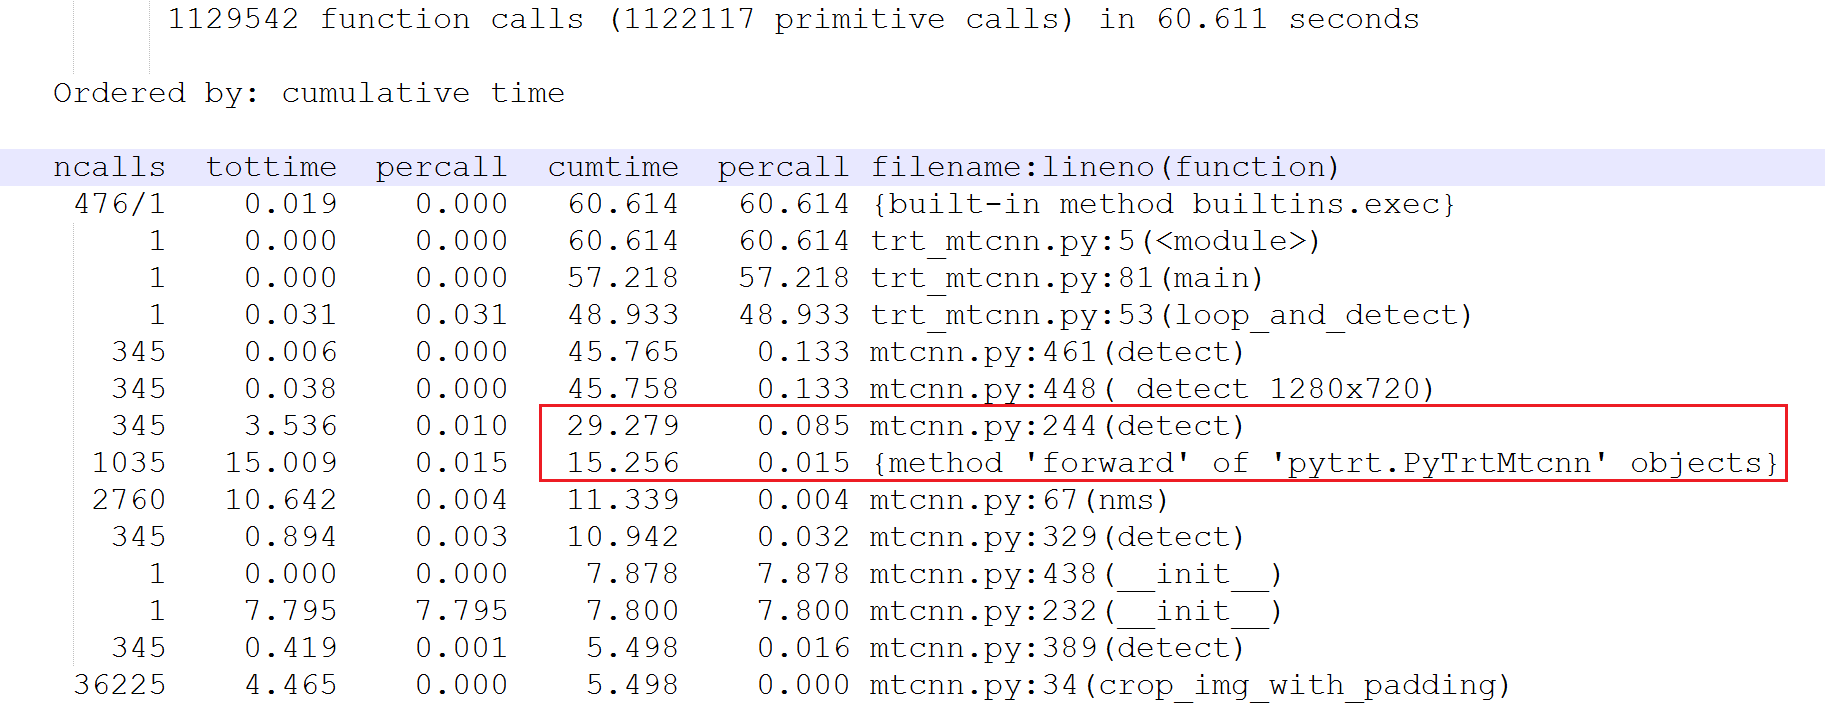 1129542 function calls (1122117 primitive calls) in 60.611 seconds
Ordered by: cumulative time
ncalls tottime percall cumtime percall filename:lineno(function)
476/1 0.019 0.000 60.614 60.614 {built-in method builtins.exec}
1 0.000 0.000 60.614 60.614 trt_mtcnn.py:5(<module>)
1 0.000 0.000 57.218 57.218 trt_mtcnn.py:81(main)
1 0.031 0.031 48.933 48.933 trt_mtcnn.py:53(loop_and_detect)
345 0.006 0.000 45.765 0.133 mtcnn.py:461(detect)
345 0.038 0.000 45.758 0.133 mtcnn.py:448( detect 1280x720)
345 3.536 0.010 29.279 0.085 mtcnn.py:244(detect)
1035 15.009 0.015 15.256 0.015 {method 'forward' of 'pytrt.PyTrtMtcnn' objects}
2760 10.642 0.004 11.339 0.004 mtcnn.py:67(nms)
345 0.894 0.003 10.942 0.032 mtcnn.py:329(detect)
1 0.000 0.000 7.878 7.878 mtcnn.py:438(__init__)
1 7.795 7.795 7.800 7.800 mtcnn.py:232(__init__)
345 0.419 0.001 5.498 0.016 mtcnn.py:389(detect)
36225 4.465 0.000 5.498 0.000 mtcnn.py:34(crop_img_with_padding)